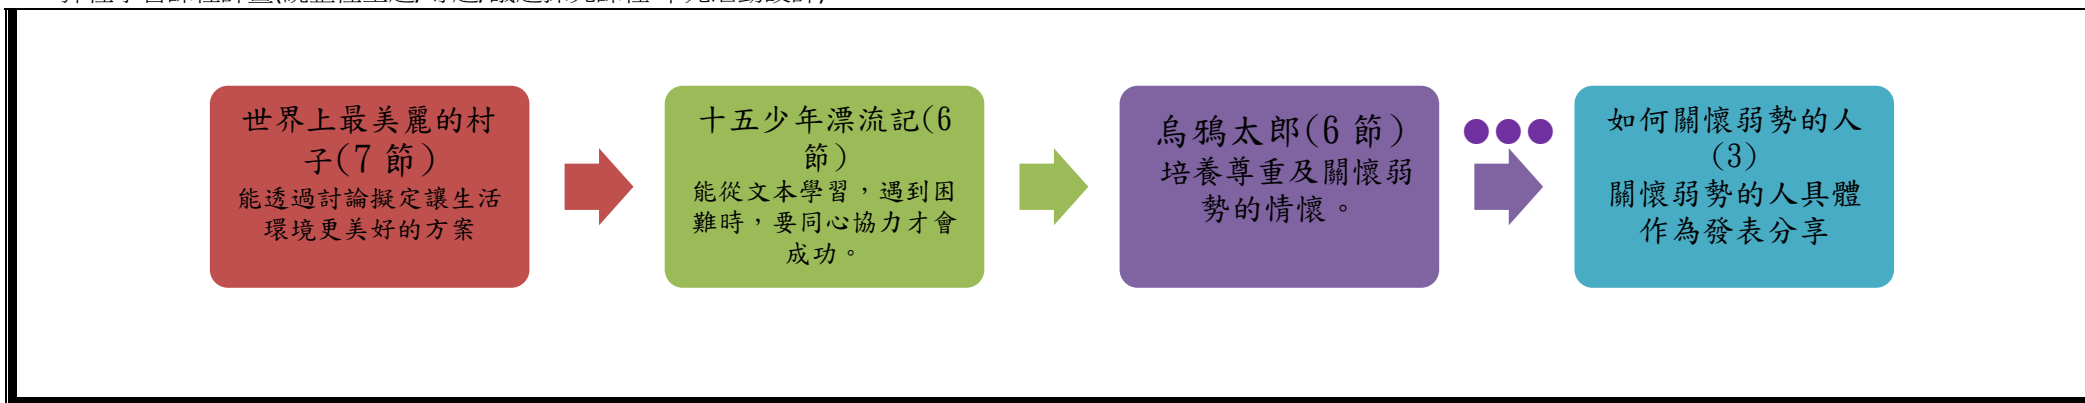 世界上最美麗的村
子(7 節)
能透過討論擬定讓生活
環境更美好的方案
十五少年漂流記(6
節)
能從文本學習，遇到困
難時，要同心協力才會
成功。
烏鴉太郎(6 節)
培養尊重及關懷弱
勢的情懷。
如何關懷弱勢的人
(3)
關懷弱勢的人具體
作為發表分享